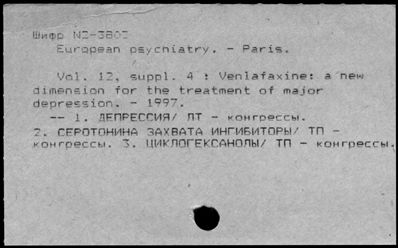 Шифр N2-3802
European psychiatry. - Paris.
Vol. 12, suppl. 4 : Venlafaxine: a new
dimension for the treatment of major
depression. - 1997.
-- 1. ДЕПРЕССИЯ/ ЛТ - конгрессы.
2. СЕРОТОНИНА ЗАХВАТА ИНГИБИТОРЫ/ ТП -
конгрессы. 3. ЦИКЛОГЕКСАНОЛЫ/ ТП - конгрессы.